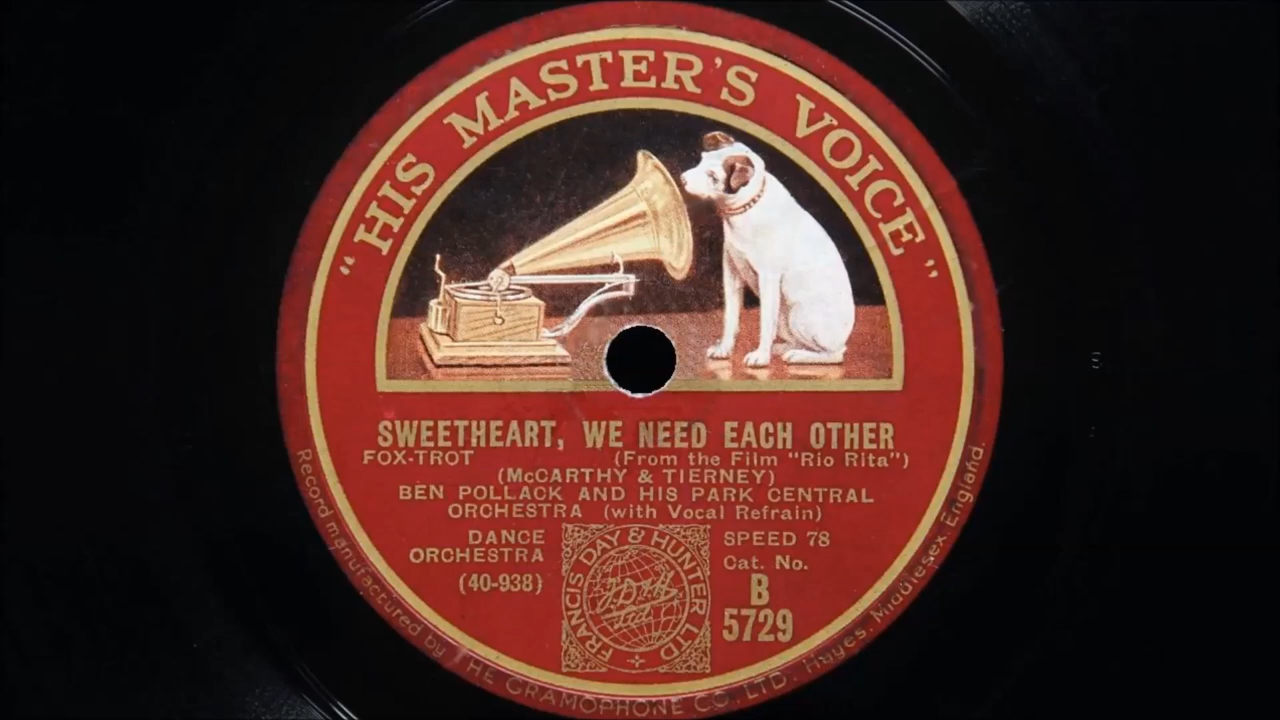 "HIS MASTER'S VOICE"
SWEETHEART, WE NEED EACH OTHER
FOX-TROT (From the Film "Rio Rita")
(McCARTHY & TIERNEY)
BEN POLLACK AND HIS PARK CENTRAL
ORCHESTRA (with Vocal Refrain)
DANCE
ORCHESTRA
(40-938)
FRANCIS DAY & HUNTER LTD
F.D&H.
Ltd
SPEED 78
Cat. No.
B
5729
Record manufactured by THE GRAMOPHONE CO. LTD. Hayes. Middlesex. England.